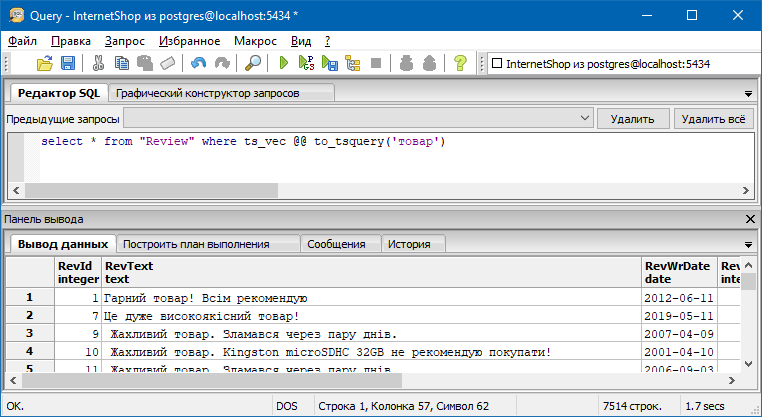 Query - InternetShop из postgres@localhost:5434 *
Файл Правка Запрос Избранное Макрос Вид ?
InternetShop из postgres@localhost:5434
Редактор SQL Графический конструктор запросов
Предыдущие запросы Удалить Удалить всё
select * from "Review" where ts_vec @@ to_tsquery('товар')
Панель вывода
Вывод данных Построить план выполнения Сообщения История
RevId RevText RevWrDate Rev
integer text date inte
1 1 Гарний товар! Всім рекомендую 2012-06-11
2 7 Це дуже високоякісний товар! 2019-05-11
3 9 Жахливий товар. Зламався через пару днів. 2007-04-09
4 10 Жахливий товар. Kingston microSDHC 32GB не рекомендую покупати! 2001-04-10
5 11 Жахливий товар. Зламався через пару днів 2006-09-03
OK. DOS Строка 1, Колонка 57, Символ 62 7514 строк. 1.7 secs